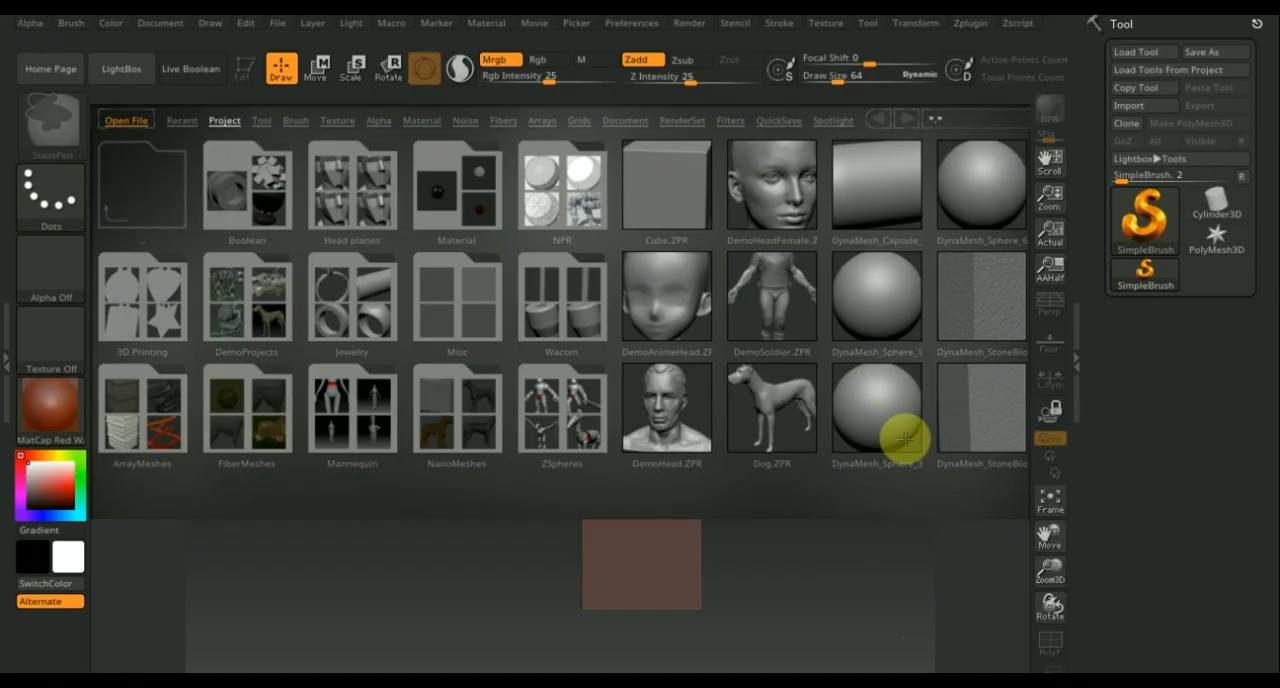 Alpha Brush Color Document Draw Edit File Layer Light Macro Marker Material Movie Picker Preferences Render Stencil Stroke Texture Tool Transform Zplugin Zscript
Tool
Home Page LightBox Live Boolean Edit Draw Move Scale Rotate
Mrgb Rgb M
Rgb Intensity 25
Zadd Zsub Zcut
Z Intensity 25
Focal Shift 0
Draw Size 64 Dynamic
Active Points Count
Total Points Count
Load Tool Save As
Load Tools From Project
Copy Tool Paste Tool
Import Export
Clone Make PolyMesh3D
GoZ All Visible R
Lightbox▶Tools
SimpleBrush. 2 R
SimpleBrush
Cylinder3D
PolyMesh3D
SimpleBrush
Open File Recent Project Tool Brush Texture Alpha Material Noise Fibers Arrays Grids Document RenderSet Filters QuickSave Spotlight
.. Boolean Head planes Material NPR Cube.ZPR DemoHeadFemale.Z DynaMesh_Capsule_ DynaMesh_Sphere_6
3D Printing DemoProjects Jewelry Misc Wacom DemoAnimeHead.ZP DemoSoldier.ZPR DynaMesh_Sphere_1 DynaMesh_StoneBlo
ArrayMeshes FiberMeshes Mannequin NanoMeshes ZSpheres DemoHead.ZPR Dog.ZPR DynaMesh_Sphere_3 DynaMesh_StoneBlo
Dots
Alpha Off
Texture Off
MatCap Red W
Gradient
SwitchColor
Alternate
BPR
SPix
Scroll
Zoom
Actual
AAHalf
Persp
Floor
L.Sym
Frame
Move
Zoom3D
Rotate
PolyF